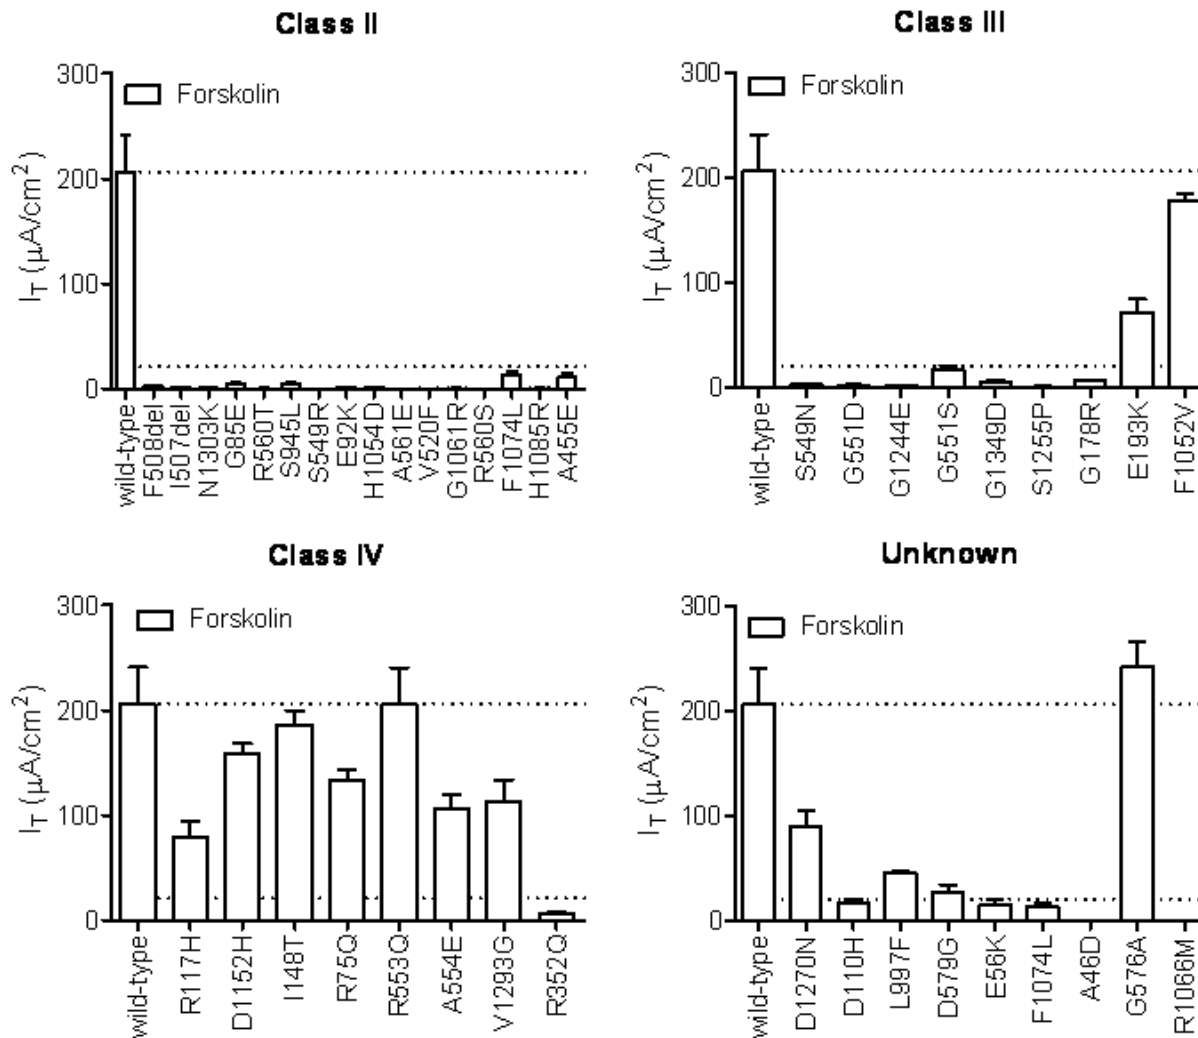 Class II
300
200
100
0
I_T (µA/cm²)
Forskolin
wild-type
F508del
I507del
N1303K
G85E
R560T
S945L
S549R
E92K
H1054D
A561E
V520F
G1061R
R560S
F1074L
H1085R
A455E
Class III
300
200
100
0
I_T (µA/cm²)
Forskolin
wild-type
S549N
G551D
G1244E
G551S
G1349D
S1255P
G178R
E193K
F1052V
Class IV
300
200
100
0
I_T (µA/cm²)
Forskolin
wild-type
R117H
D1152H
I148T
R75Q
R553Q
A554E
V1293G
R352Q
Unknown
300
200
100
0
I_T (µA/cm²)
Forskolin
wild-type
D1270N
D110H
L997F
D579G
E56K
F1074L
A46D
G576A
R1066M